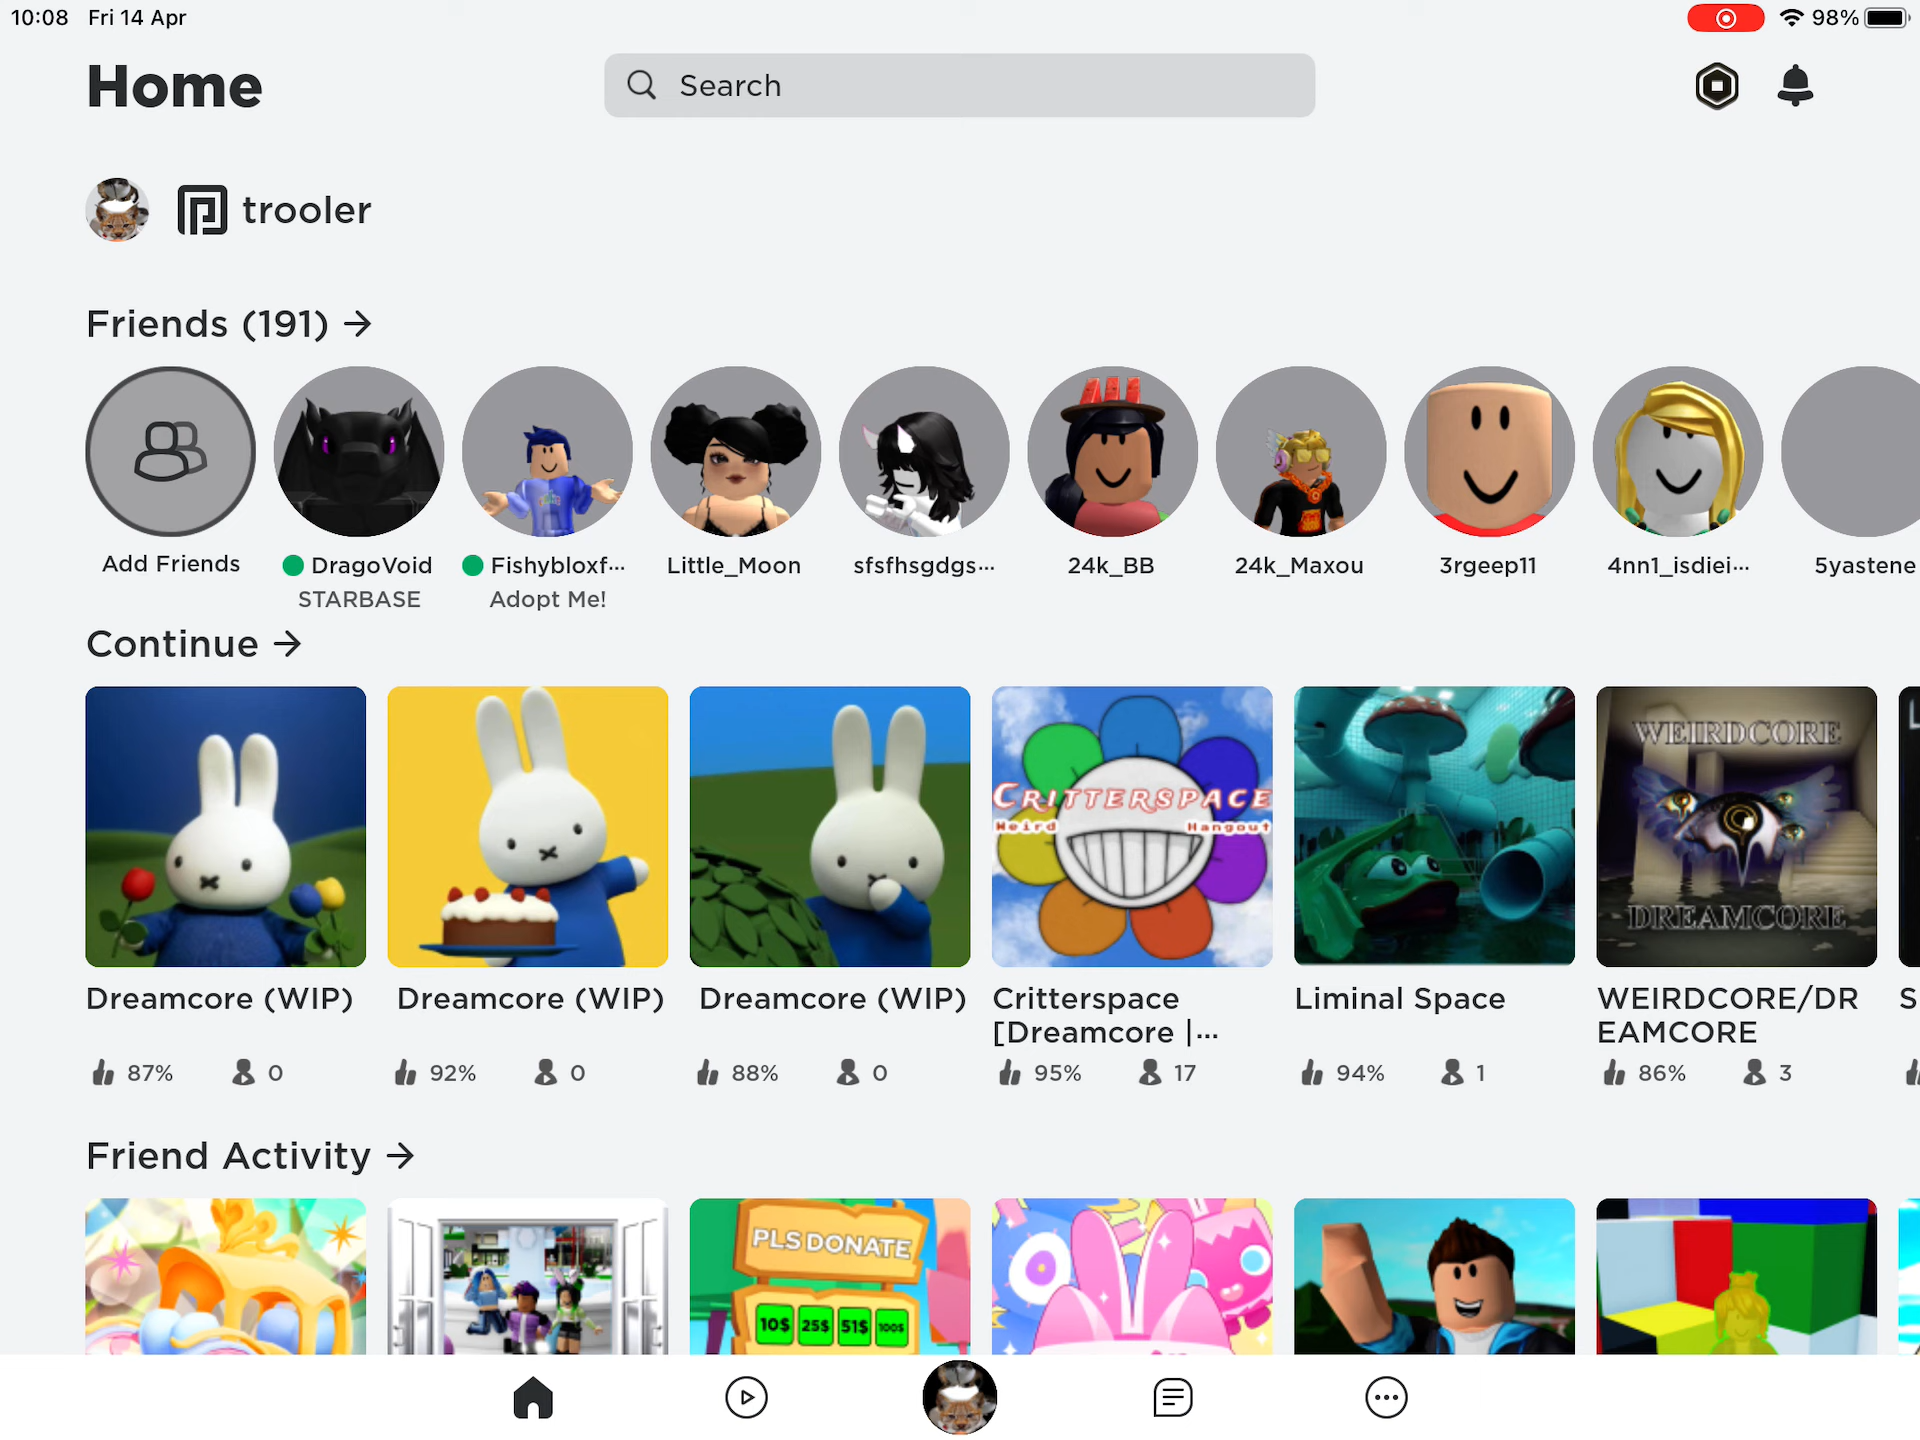 10:08 Fri 14 Apr 98%
Home
Search
trooler
Friends (191)
Add Friends
DragoVoid
STARBASE
Fishybloxf...
Adopt Me!
Little_Moon
sfsfhsgdgs...
24k_BB
24k_Maxou
3rgeep11
4nn1_isdiei...
5yastene
Continue
CRITTERSPACE
Weird Hangout
WEIRDCORE
DREAMCORE
Dreamcore (WIP)
87% 0
Dreamcore (WIP)
92% 0
Dreamcore (WIP)
88% 0
Critterspace
[Dreamcore |...
95% 17
Liminal Space
94% 1
WEIRDCORE/DR
EAMCORE
86% 3
S
Friend Activity
PLS DONATE
10$ 25$ 51$ 100$